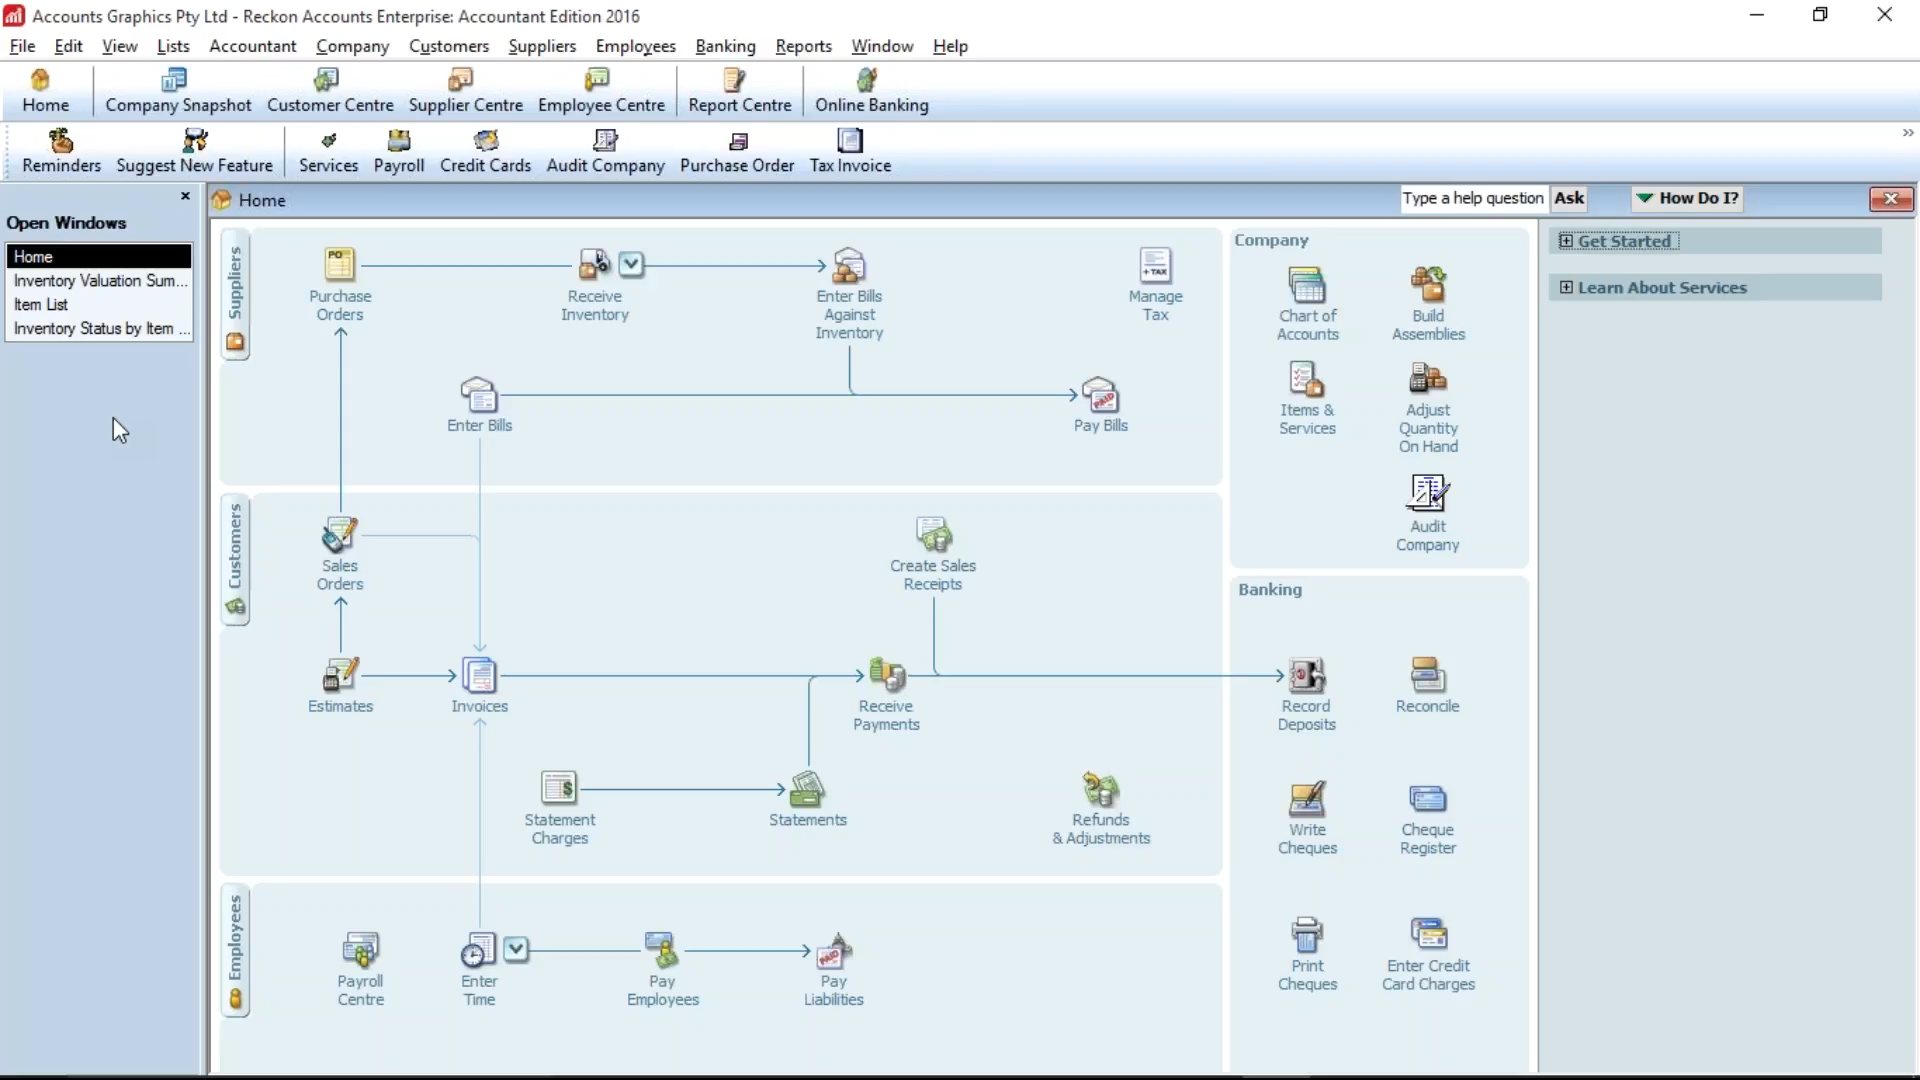 Accounts Graphics Pty Ltd - Reckon Accounts Enterprise: Accountant Edition 2016
File Edit View Lists Accountant Company Customers Suppliers Employees Banking Reports Window Help
Home Company Snapshot Customer Centre Supplier Centre Employee Centre Report Centre Online Banking
Reminders Suggest New Feature Services Payroll Credit Cards Audit Company Purchase Order Tax Invoice
Open Windows
Home
Inventory Valuation Sum...
Item List
Inventory Status by Item ...
Home
Type a help question Ask How Do I?
Suppliers
PO
Purchase
Orders
Receive
Inventory
Enter Bills
Against
Inventory
+ TAX
Manage
Tax
Enter Bills
PAID
Pay Bills
Customers
Sales
Orders
Create Sales
Receipts
Estimates
Invoices
Receive
Payments
Statement
Charges
Statements
Refunds
& Adjustments
Employees
Payroll
Centre
Enter
Time
Pay
Employees
PAID
Pay
Liabilities
Company
Chart of
Accounts
Build
Assemblies
Items &
Services
Adjust
Quantity
On Hand
Audit
Company
Banking
Record
Deposits
Reconcile
Write
Cheques
Cheque
Register
Print
Cheques
Enter Credit
Card Charges
Get Started
Learn About Services